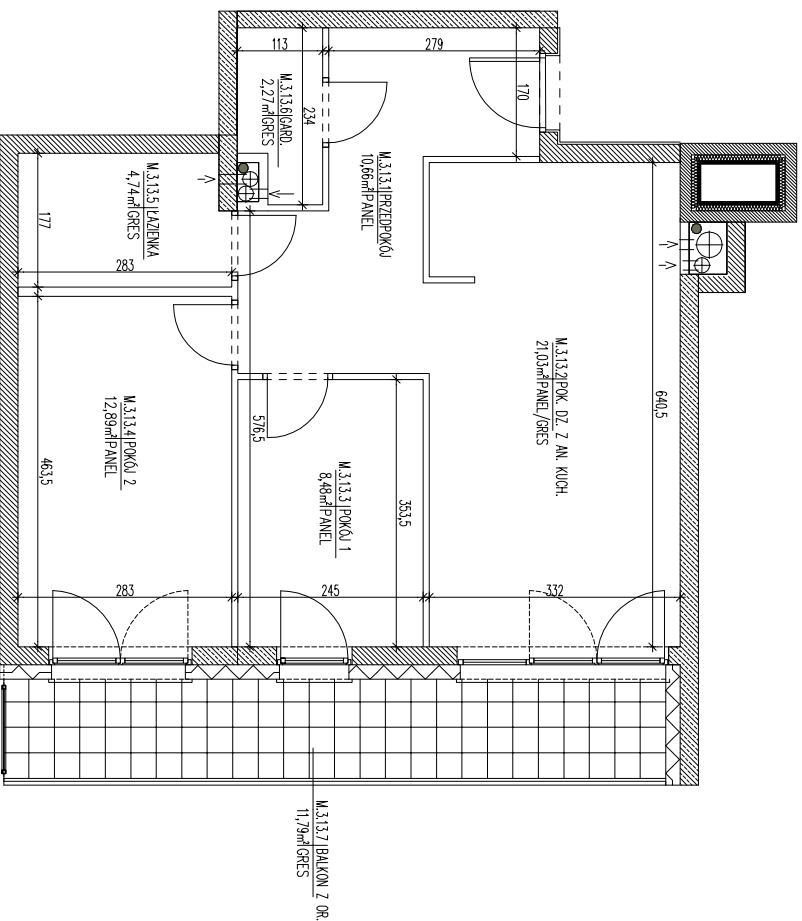 113
279
170
234
M.3.13.6 GARD.
2,27m² GRES
M.3.13.1 PRZEDPOKÓJ
10,66m² PANEL
M.3.13.5 ŁAZIENKA
4,74m² GRES
177
283
M.3.13.2 POK. DZ. Z AN. KUCH.
21,03m² PANEL/GRES
640,5
M.3.13.4 POKÓJ 2
12,89m² PANEL
463,5
576,5
M.3.13.3 POKÓJ 1
8,48m² PANEL
353,5
283
245
332
M.3.13.7 BALKON Z OR.
11,79m² GRES